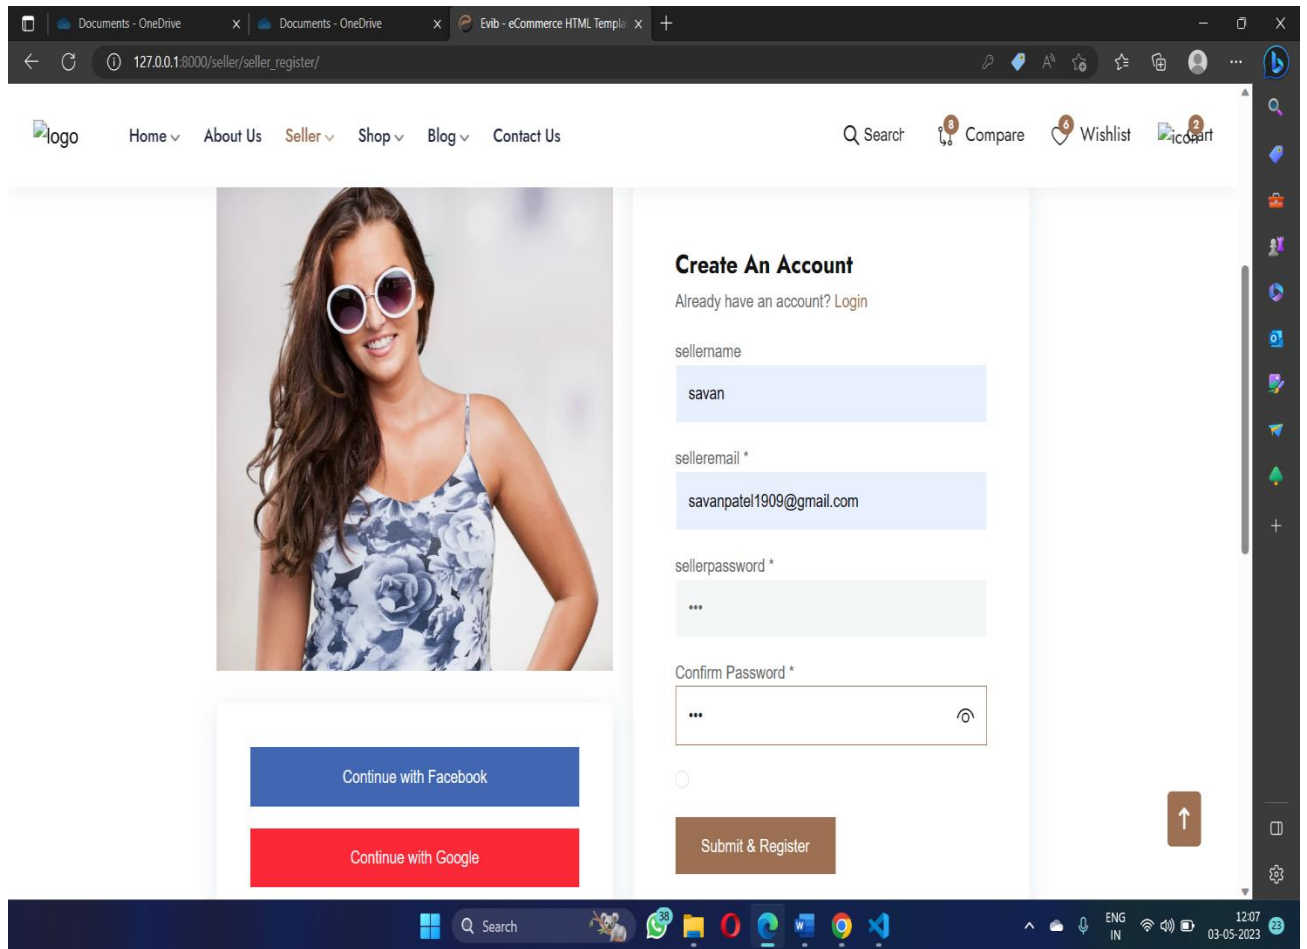 Documents - OneDrive
Documents - OneDrive
Evib - eCommerce HTML Templa
127.0.0.1:8000/seller/seller_register/
logo
Home
About Us
Seller
Shop
Blog
Contact Us
Search
8
Compare
6
Wishlist
2
Create An Account
Already have an account? Login
sellername
savan
selleremail *
savanpatel1909@gmail.com
sellerpassword *
•••
Confirm Password *
•••
Continue with Facebook
Continue with Google
Submit & Register
Search
38
ENG
IN
12:07
03-05-2023
23